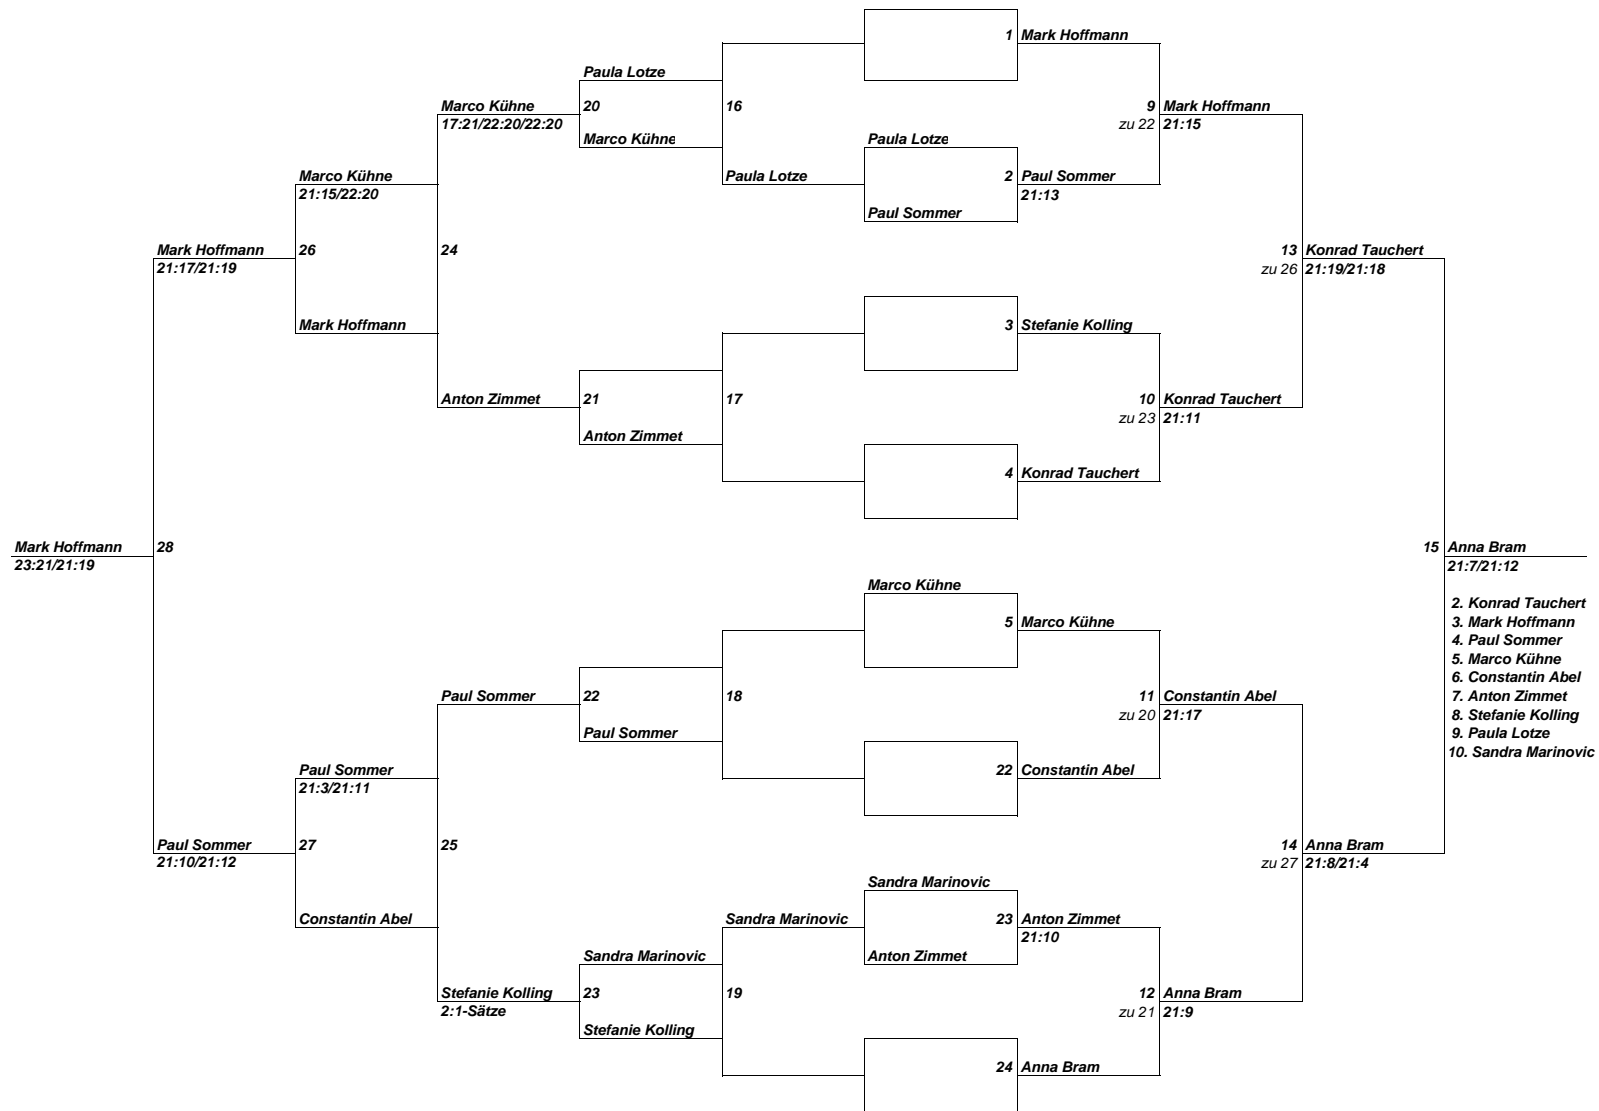 1 Mark Hoffmann
Paula Lotze
Marco Kühne 20 16 9 Mark Hoffmann
17:21/22:20/22:20 zu 22 21:15
Marco Kühne Paula Lotze
Marco Kühne Paula Lotze 2 Paul Sommer
21:15/22:20 21:13
Paul Sommer
Mark Hoffmann 26 24 13 Konrad Tauchert
21:17/21:19 zu 26 21:19/21:18
Mark Hoffmann 3 Stefanie Kolling
Anton Zimmet 21 17 10 Konrad Tauchert
zu 23 21:11
Anton Zimmet
4 Konrad Tauchert
Mark Hoffmann 28 15 Anna Bram
23:21/21:19 21:7/21:12
Marco Kühne
2. Konrad Tauchert
5 Marco Kühne 3. Mark Hoffmann
4. Paul Sommer
5. Marco Kühne
6. Constantin Abel
Paul Sommer 22 18 11 Constantin Abel 7. Anton Zimmet
zu 20 21:17 8. Stefanie Kolling
Paul Sommer 9. Paula Lotze
10. Sandra Marinovic
Paul Sommer 22 Constantin Abel
21:3/21:11
Paul Sommer 27 25 14 Anna Bram
21:10/21:12 zu 27 21:8/21:4
Sandra Marinovic
Constantin Abel Sandra Marinovic 23 Anton Zimmet
21:10
Sandra Marinovic Anton Zimmet
Stefanie Kolling 23 19 12 Anna Bram
2:1-Sätze zu 21 21:9
Stefanie Kolling
24 Anna Bram